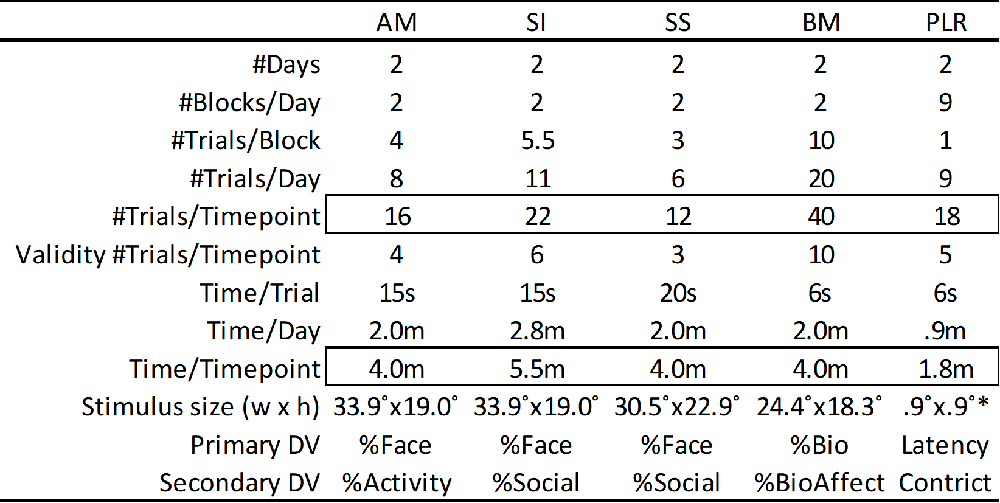 AM SI SS BM PLR
#Days 2 2 2 2 2
#Blocks/Day 2 2 2 2 9
#Trials/Block 4 5.5 3 10 1
#Trials/Day 8 11 6 20 9
#Trials/Timepoint 16 22 12 40 18
Validity #Trials/Timepoint 4 6 3 10 5
Time/Trial 15s 15s 20s 6s 6s
Time/Day 2.0m 2.8m 2.0m 2.0m .9m
Time/Timepoint 4.0m 5.5m 4.0m 4.0m 1.8m
Stimulus size (w x h) 33.9˚x19.0˚ 33.9˚x19.0˚ 30.5˚x22.9˚ 24.4˚x18.3˚ .9˚x.9˚*
Primary DV %Face %Face %Face %Bio Latency
Secondary DV %Activity %Social %Social %BioAffect Contrict